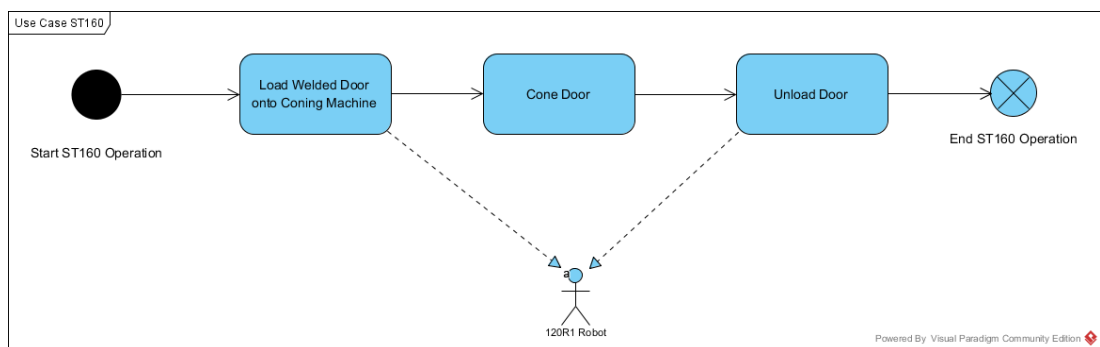 Use Case ST160
Load Welded Door
onto Coning Machine
Cone Door
Unload Door
Start ST160 Operation
End ST160 Operation
a
120R1 Robot
Powered By Visual Paradigm Community Edition